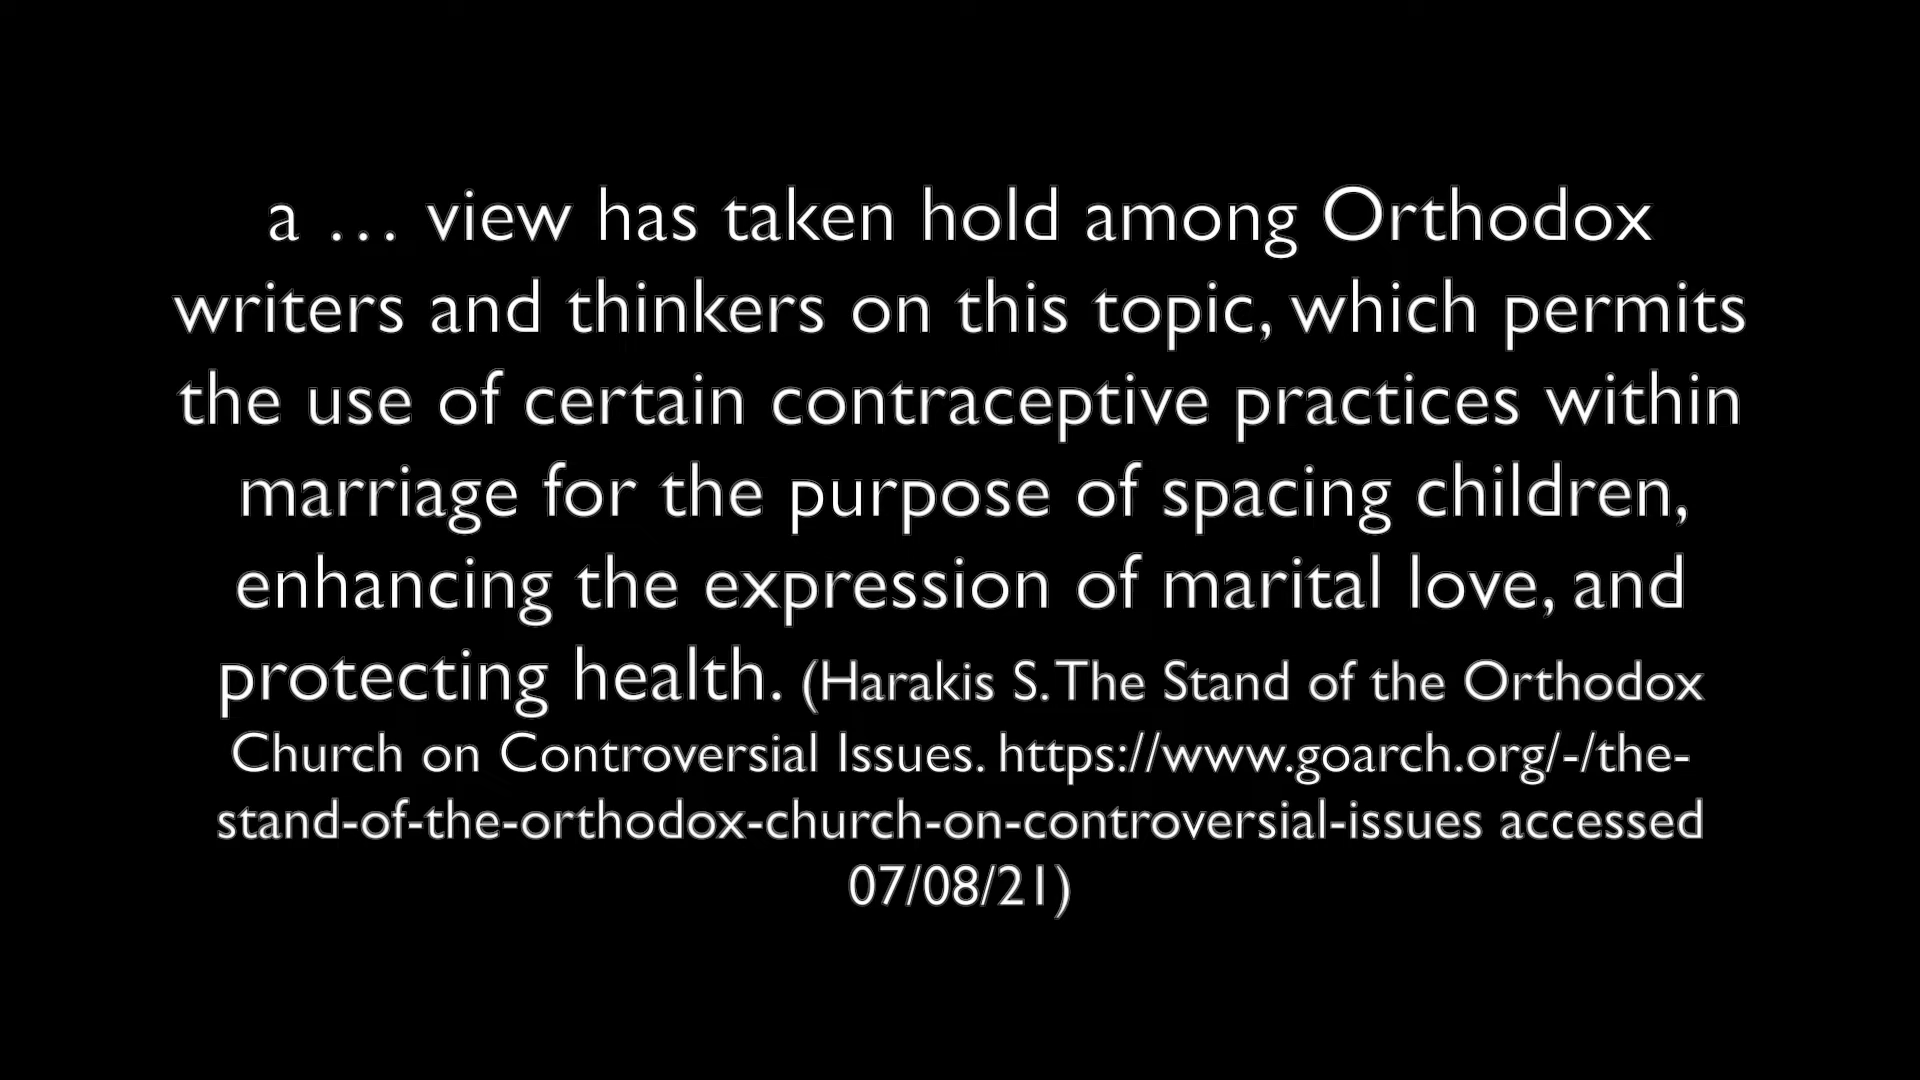 a … view has taken hold among Orthodox
writers and thinkers on this topic, which permits
the use of certain contraceptive practices within
marriage for the purpose of spacing children,
enhancing the expression of marital love, and
protecting health. (Harakis S. The Stand of the Orthodox
Church on Controversial Issues. https://www.goarch.org/-/the-
stand-of-the-orthodox-church-on-controversial-issues accessed
07/08/21)